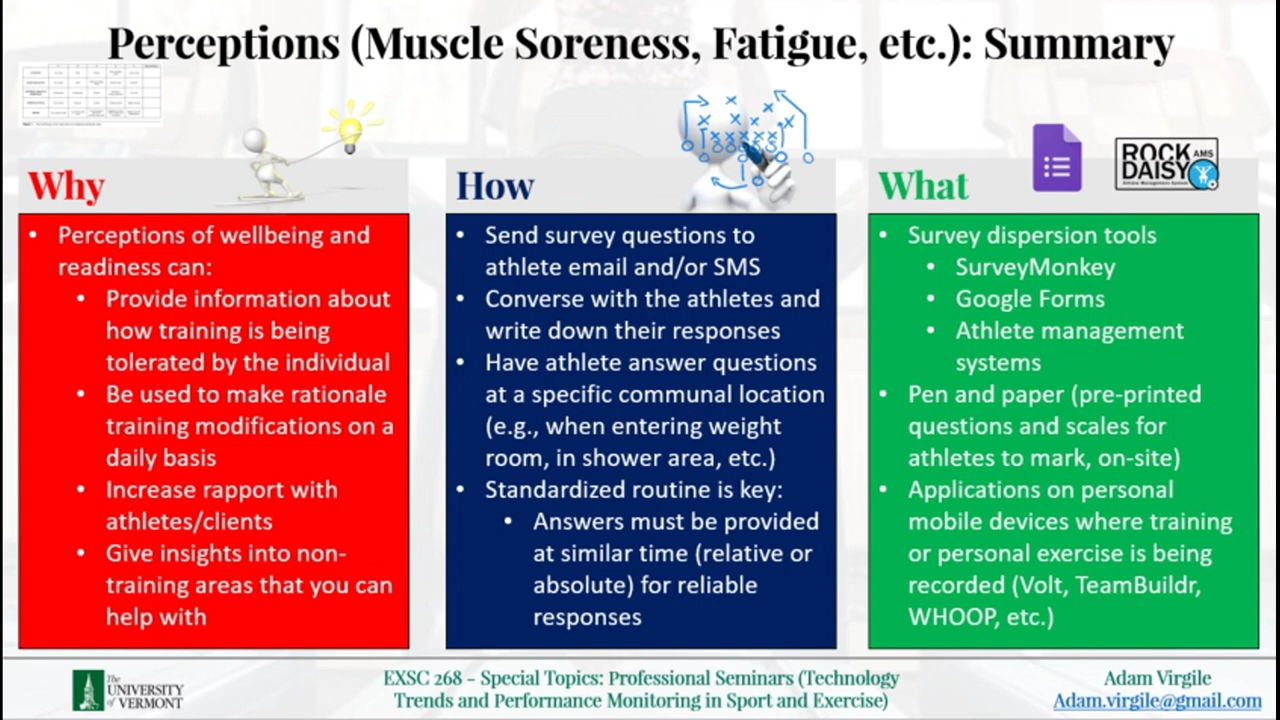 Perceptions (Muscle Soreness, Fatigue, etc.): Summary
Why
• Perceptions of wellbeing and
readiness can:
• Provide information about
how training is being
tolerated by the individual
• Be used to make rationale
training modifications on a
daily basis
• Increase rapport with
athletes/clients
• Give insights into non-
training areas that you can
help with
How
• Send survey questions to
athlete email and/or SMS
• Converse with the athletes and
write down their responses
• Have athlete answer questions
at a specific communal location
(e.g., when entering weight
room, in shower area, etc.)
• Standardized routine is key:
• Answers must be provided
at similar time (relative or
absolute) for reliable
responses
ROCK AMS
DAISY
Athlete Management System
What
• Survey dispersion tools
• SurveyMonkey
• Google Forms
• Athlete management
systems
• Pen and paper (pre-printed
questions and scales for
athletes to mark, on-site)
• Applications on personal
mobile devices where training
or personal exercise is being
recorded (Volt, TeamBuildr,
WHOOP, etc.)
The
UNIVERSITY
of VERMONT
EXSC 268 – Special Topics: Professional Seminars (Technology
Trends and Performance Monitoring in Sport and Exercise)
Adam Virgile
Adam.virgile@gmail.com